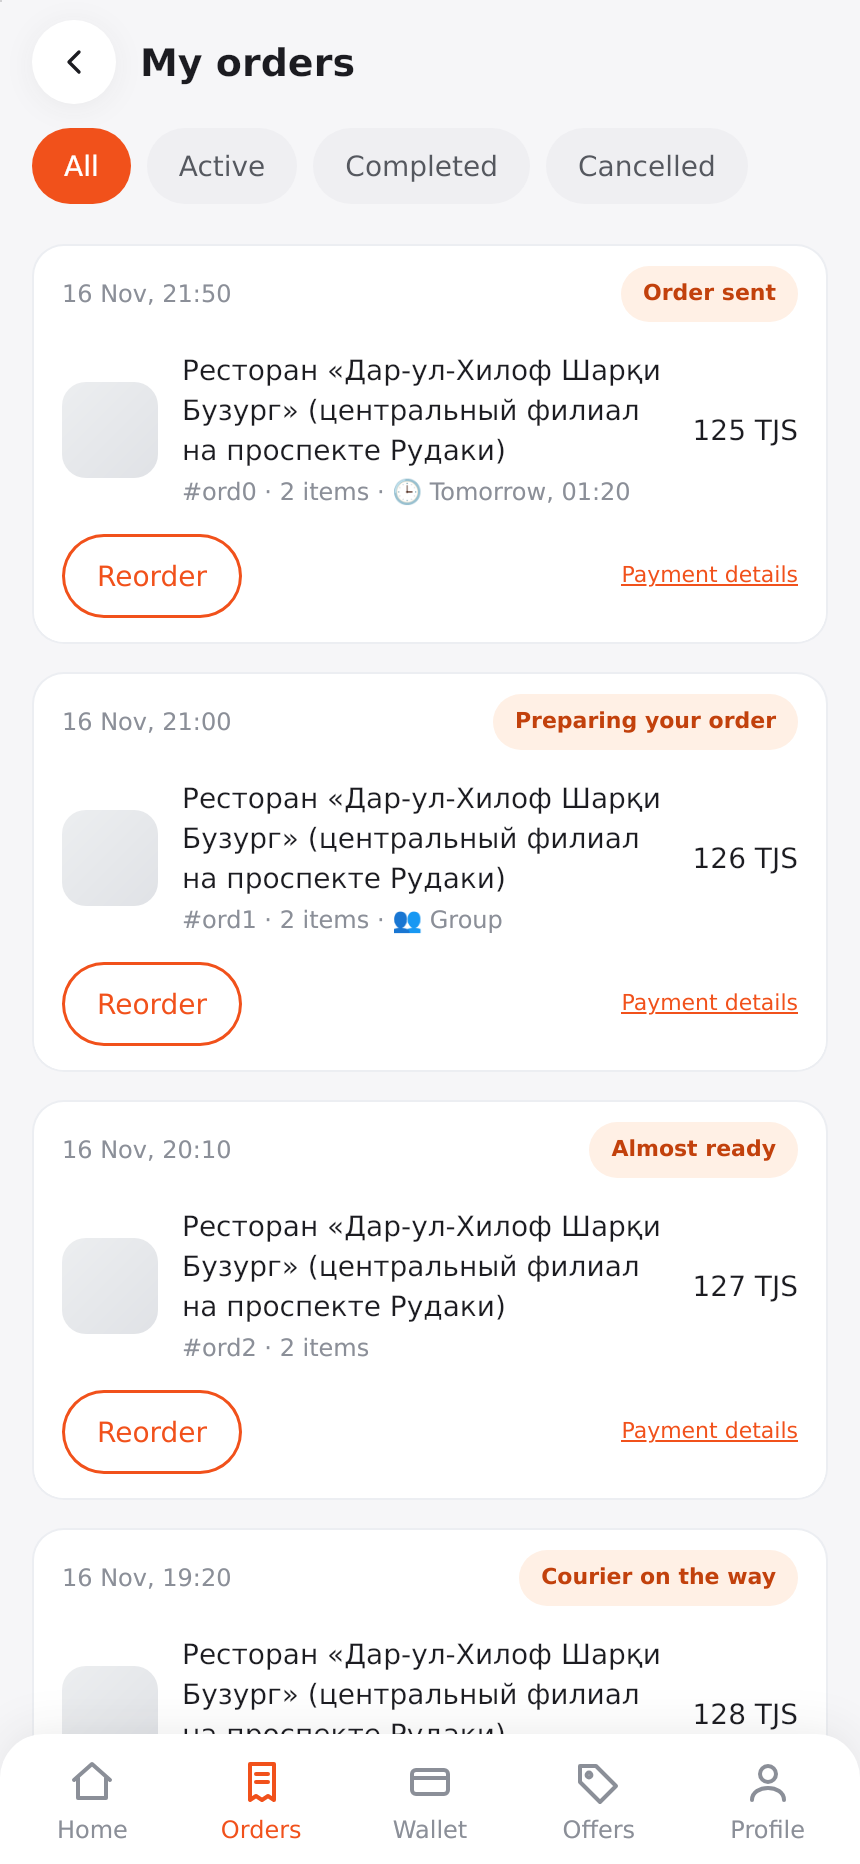 My orders
All
Active
Completed
Cancelled
16 Nov, 21:50
Order sent
Ресторан «Дар-ул-Хилоф Шарқи
Бузург» (центральный филиал
на проспекте Рудаки)
125 TJS
#ord0 · 2 items · 🕒 Tomorrow, 01:20
Reorder
Payment details
16 Nov, 21:00
Preparing your order
Ресторан «Дар-ул-Хилоф Шарқи
Бузург» (центральный филиал
на проспекте Рудаки)
126 TJS
#ord1 · 2 items · 👥 Group
Reorder
Payment details
16 Nov, 20:10
Almost ready
Ресторан «Дар-ул-Хилоф Шарқи
Бузург» (центральный филиал
на проспекте Рудаки)
127 TJS
#ord2 · 2 items
Reorder
Payment details
16 Nov, 19:20
Courier on the way
Ресторан «Дар-ул-Хилоф Шарқи
Бузург» (центральный филиал
на проспекте Рудаки)
128 TJS
Home
Orders
Wallet
Offers
Profile